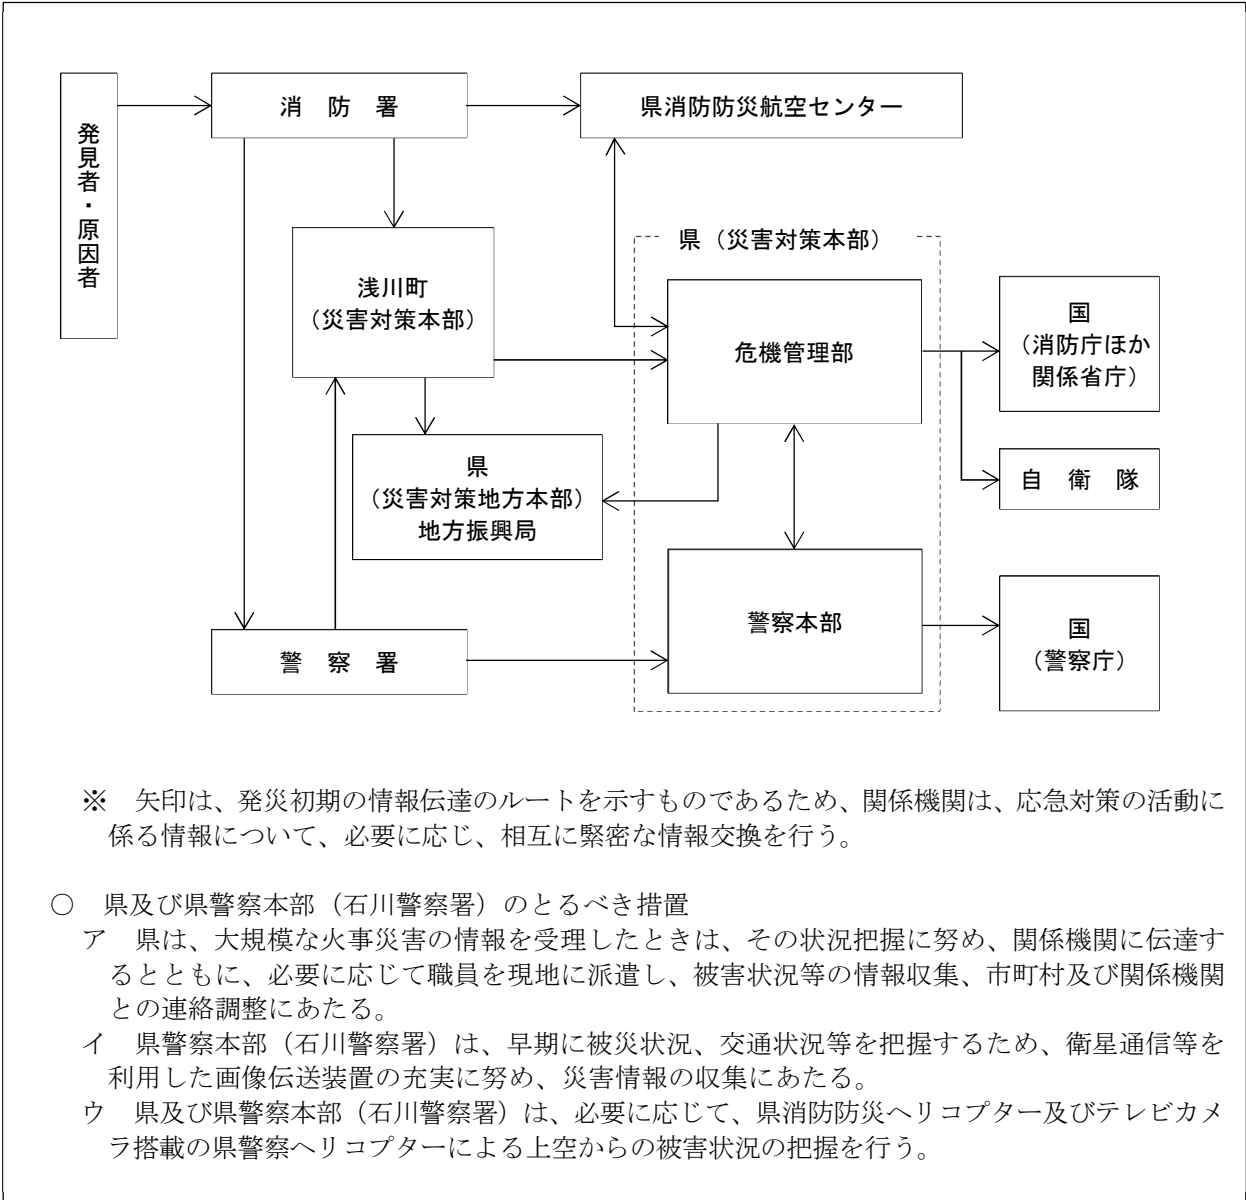 発見者・原因者
消　防　署
県消防防災航空センター
浅川町
（災害対策本部）
県（災害対策本部）
危機管理部
国
（消防庁ほか
関係省庁）
県
（災害対策地方本部）
地方振興局
自　衛　隊
警　察　署
警察本部
国
（警察庁）
※　矢印は、発災初期の情報伝達のルートを示すものであるため、関係機関は、応急対策の活動に
係る情報について、必要に応じ、相互に緊密な情報交換を行う。
○　県及び県警察本部（石川警察署）のとるべき措置
ア　県は、大規模な火事災害の情報を受理したときは、その状況把握に努め、関係機関に伝達す
るとともに、必要に応じて職員を現地に派遣し、被害状況等の情報収集、市町村及び関係機関
との連絡調整にあたる。
イ　県警察本部（石川警察署）は、早期に被災状況、交通状況等を把握するため、衛星通信等を
利用した画像伝送装置の充実に努め、災害情報の収集にあたる。
ウ　県及び県警察本部（石川警察署）は、必要に応じて、県消防防災ヘリコプター及びテレビカメ
ラ搭載の県警察ヘリコプターによる上空からの被害状況の把握を行う。